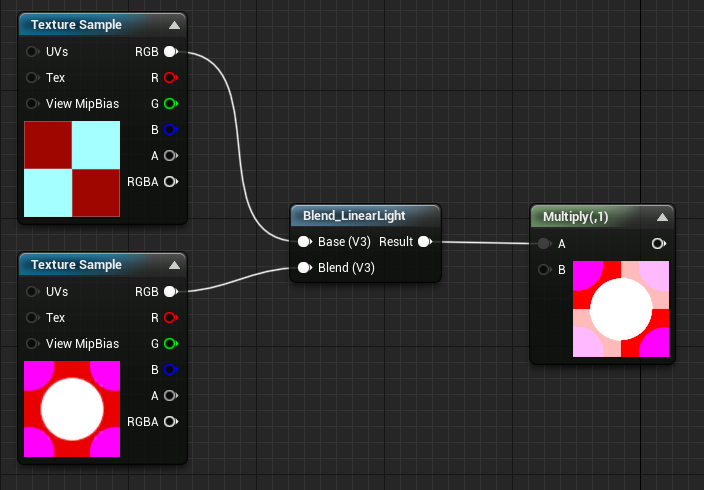 Texture Sample
UVs RGB
Tex R
View MipBias G
B
A
RGBA
Blend_LinearLight
Base (V3) Result
Blend (V3)
Multiply(,1)
A
B
Texture Sample
UVs RGB
Tex R
View MipBias G
B
A
RGBA